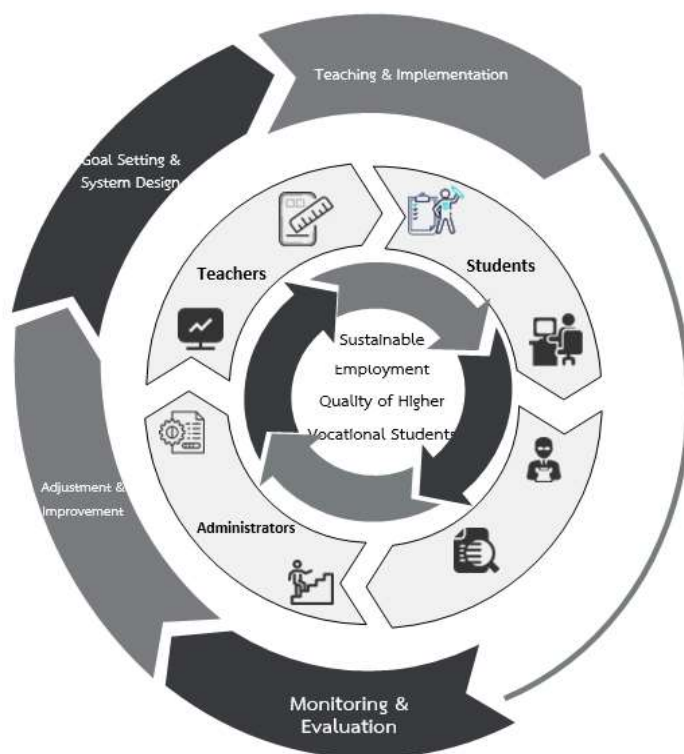 Teaching & Implementation
Goal Setting &
System Design
Teachers
Students
Sustainable
Employment
Quality of Higher
Vocational Students
Adjustment &
Improvement
Administrators
Monitoring &
Evaluation